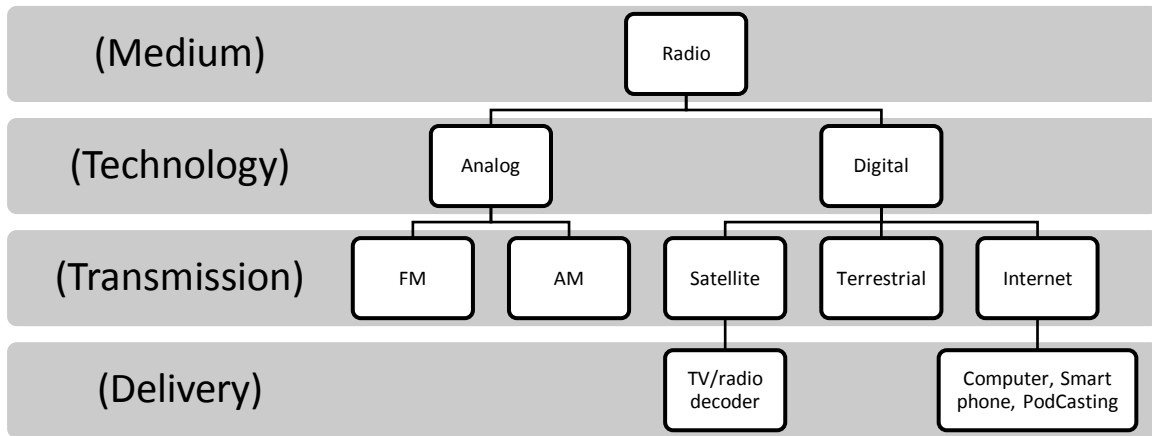 (Medium)
Radio
(Technology)
Analog
Digital
(Transmission)
FM
AM
Satellite
Terrestrial
Internet
(Delivery)
TV/radio
decoder
Computer, Smart
phone, PodCasting